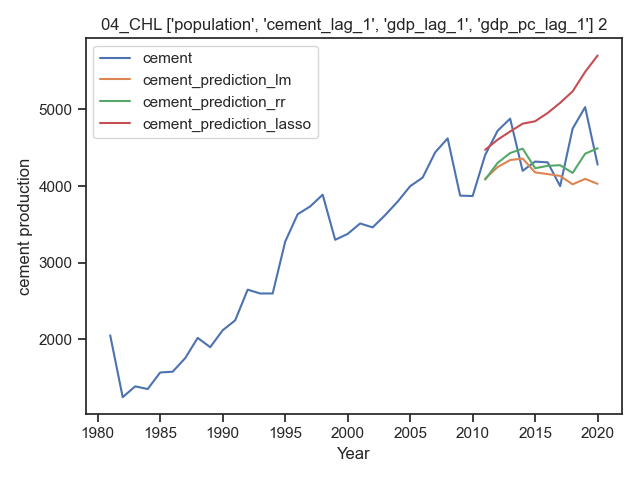 04_CHL ['population', 'cement_lag_1', 'gdp_lag_1', 'gdp_pc_lag_1'] 2
cement
cement_prediction_lm
cement_prediction_rr
cement_prediction_lasso
cement production
5000
4000
3000
2000
1980 1985 1990 1995 2000 2005 2010 2015 2020
Year